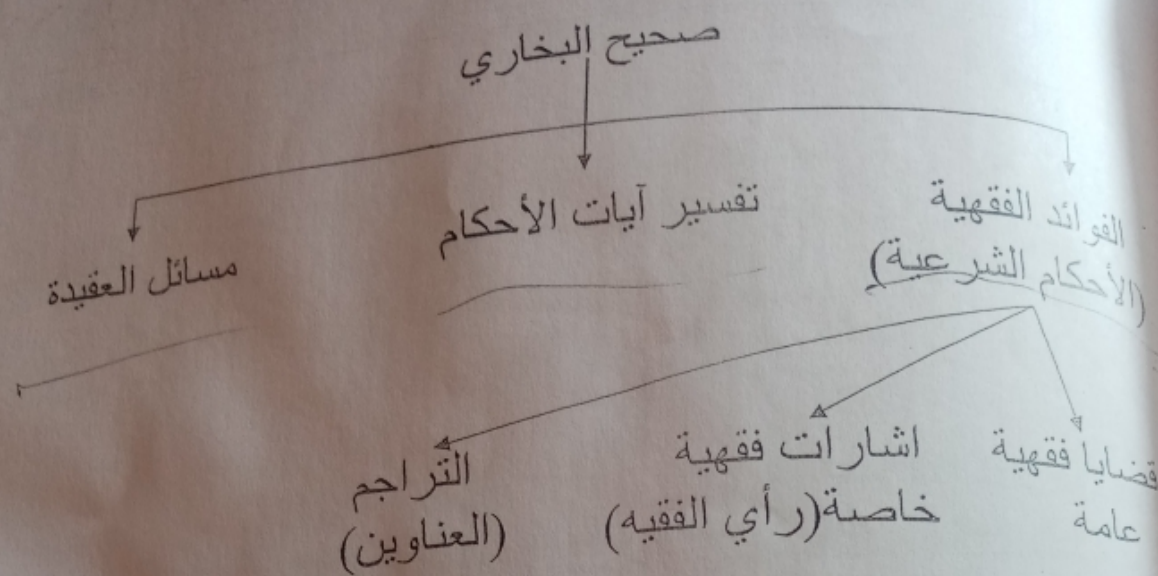 صحيح البخاري
الفوائد الفقهية
(الأحكام الشرعية)
تفسير آيات الأحكام
مسائل العقيدة
قضايا فقهية
عامة
اشارات فقهية
خاصة(رأي الفقيه)
التراجم
(العناوين)